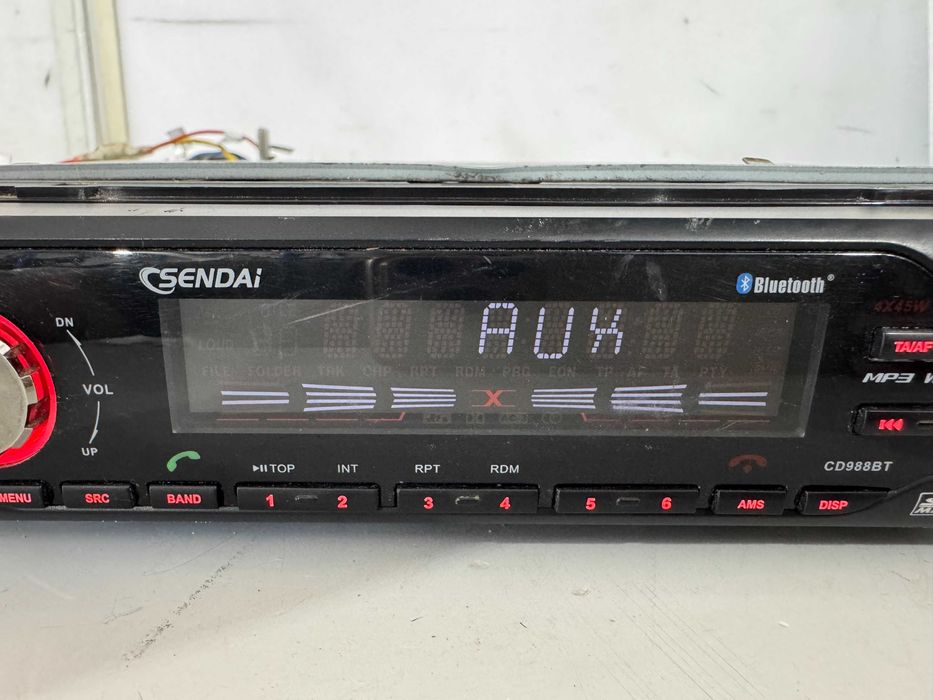 SENDAi
Bluetooth®
4X45W
DN
AUX
TA/AF
FILE FOLDER TRK CHP RPT RDM PRG EON TP AF TA PTY
MP3
VOL
X
UP
▶II TOP INT RPT RDM
CD988BT
MENU SRC BAND 1 2 3 4 5 6 AMS DISP